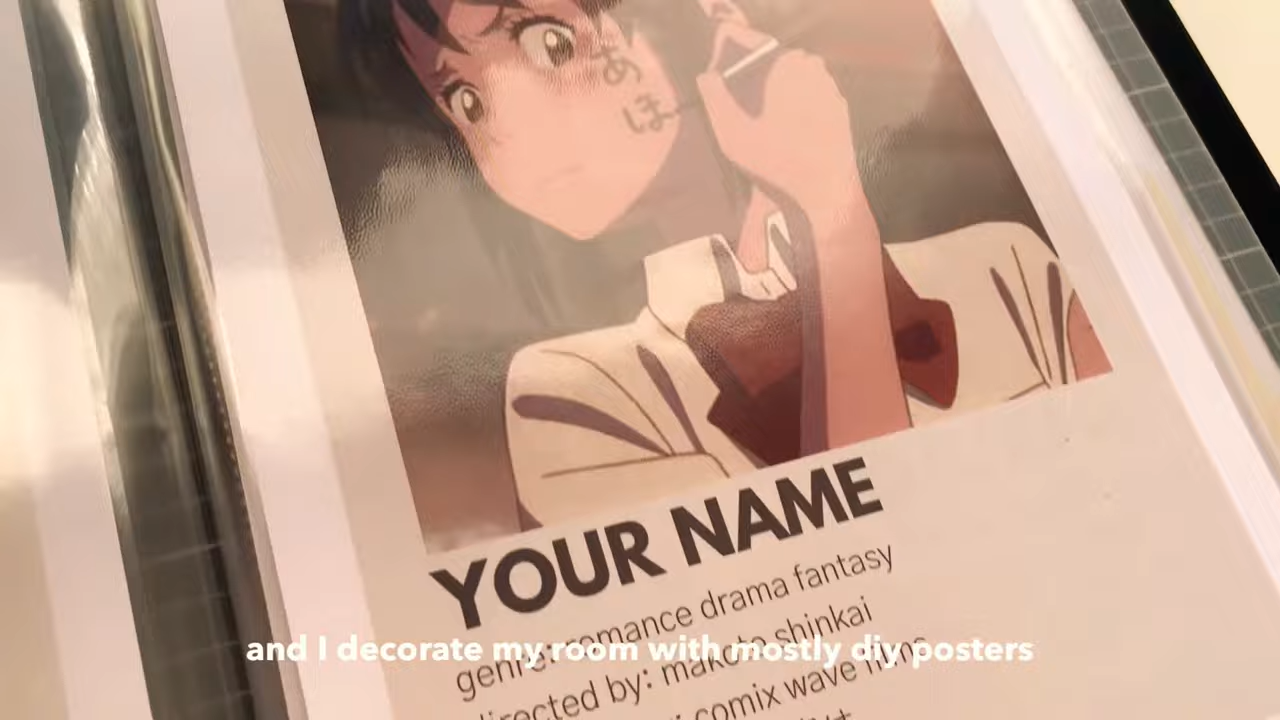 あ
ほ
YOUR NAME
genre: romance drama fantasy
directed by: makoto shinkai
comix wave films
and I decorate my room with mostly diy posters